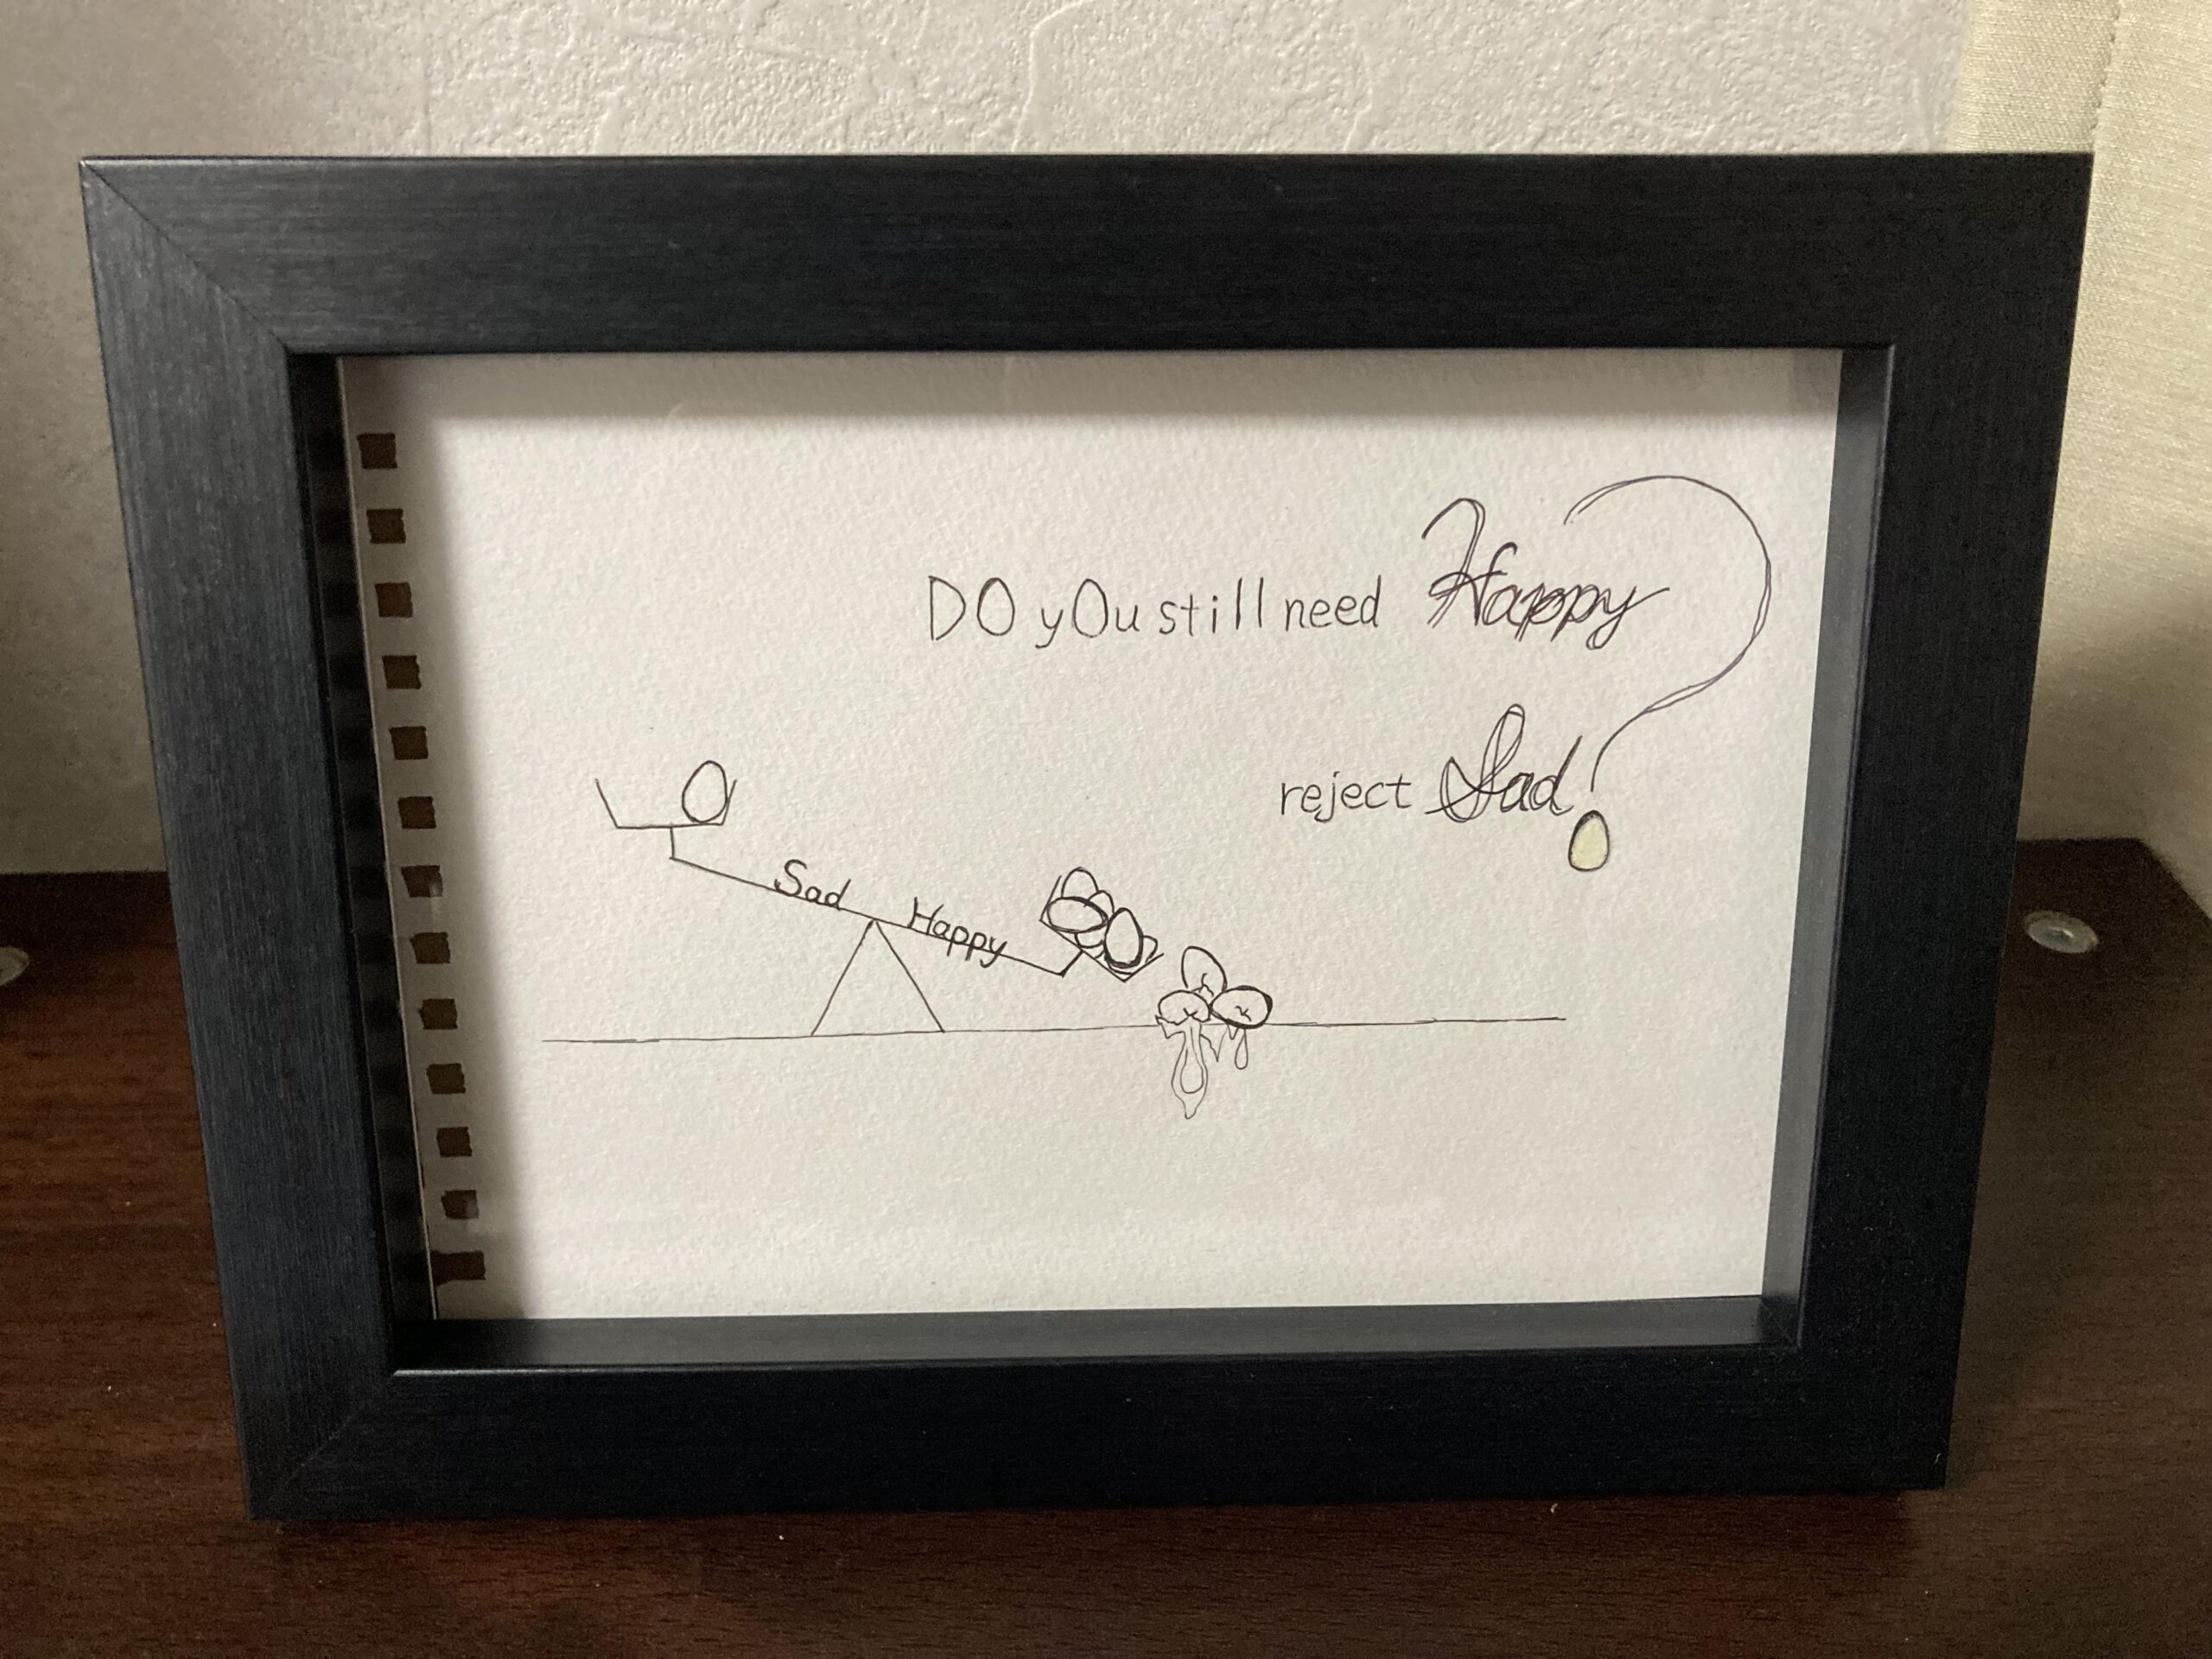 DO yOu still need Happy ?
reject Sad
Sad
Happy